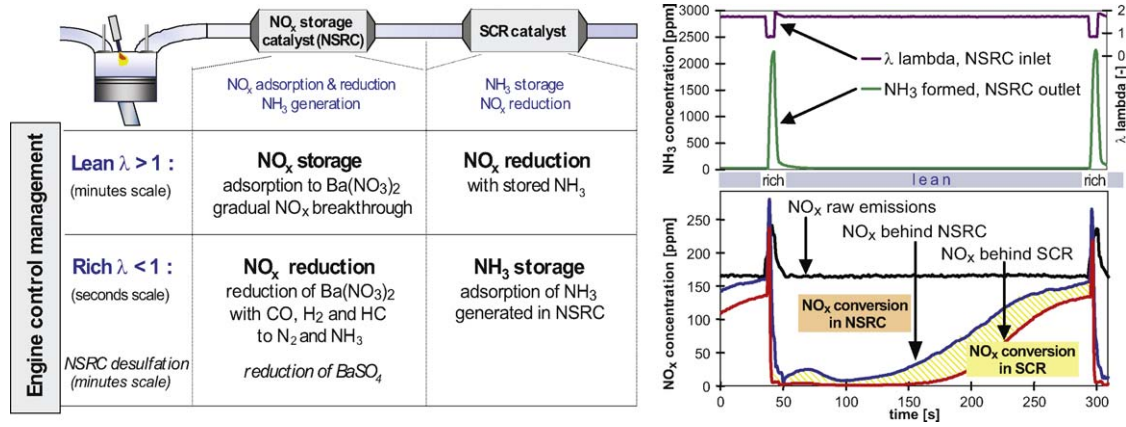 NOx storage
catalyst (NSRC)
SCR catalyst
NOx adsorption & reduction
NH3 generation
NH3 storage
NOx reduction
Engine control management
Lean λ > 1 :
(minutes scale)
NOx storage
adsorption to Ba(NO3)2
gradual NOx breakthrough
NOx reduction
with stored NH3
Rich λ < 1 :
(seconds scale)
NOx reduction
reduction of Ba(NO3)2
with CO, H2 and HC
to N2 and NH3
NH3 storage
adsorption of NH3
generated in NSRC
NSRC desulfation
(minutes scale)
reduction of BaSO4
NH3 concentration [ppm]
3000
2500
2000
1500
1000
500
0
2
1
0
λ lambda [-]
λ lambda, NSRC inlet
NH3 formed, NSRC outlet
rich
lean
rich
NOx concentration [ppm]
250
200
150
100
50
0
NOx raw emissions
NOx behind NSRC
NOx behind SCR
NOx conversion
in NSRC
NOx conversion
in SCR
0 50 100 150 200 250 300
time [s]